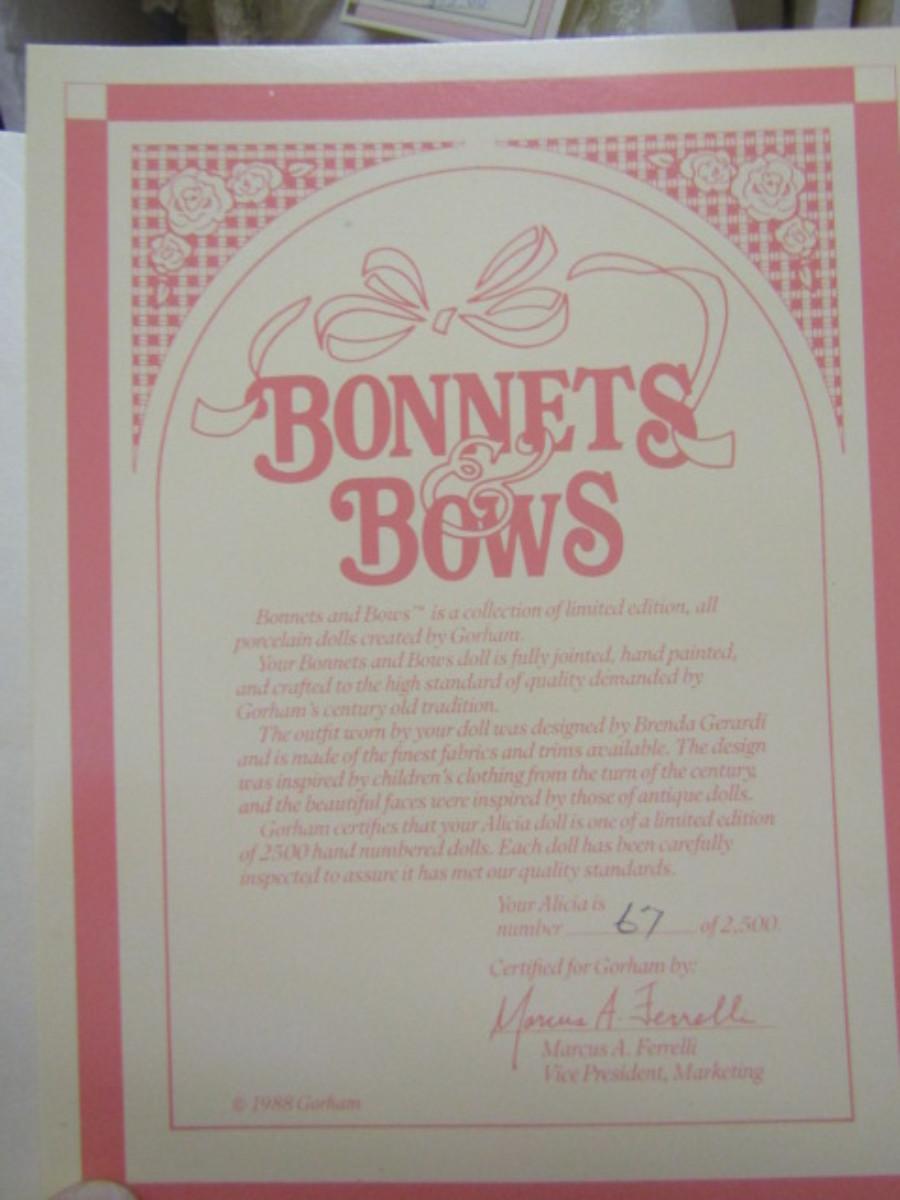 BONNETS
&
BOWS
Bonnets and Bows™ is a collection of limited edition, all
porcelain dolls created by Gorham.
Your Bonnets and Bows doll is fully jointed, hand painted,
and crafted to the high standard of quality demanded by
Gorham's century old tradition.
The outfit worn by your doll was designed by Brenda Gerardi
and is made of the finest fabrics and trims available. The design
was inspired by children's clothing from the turn of the century,
and the beautiful faces were inspired by those of antique dolls.
Gorham certifies that your Alicia doll is one of a limited edition
of 2500 hand numbered dolls. Each doll has been carefully
inspected to assure it has met our quality standards.
Your Alicia is
number 67 of 2,500.
Certified for Gorham by:
Marcus A. Ferrelli
Marcus A. Ferrelli
Vice President, Marketing
© 1988 Gorham